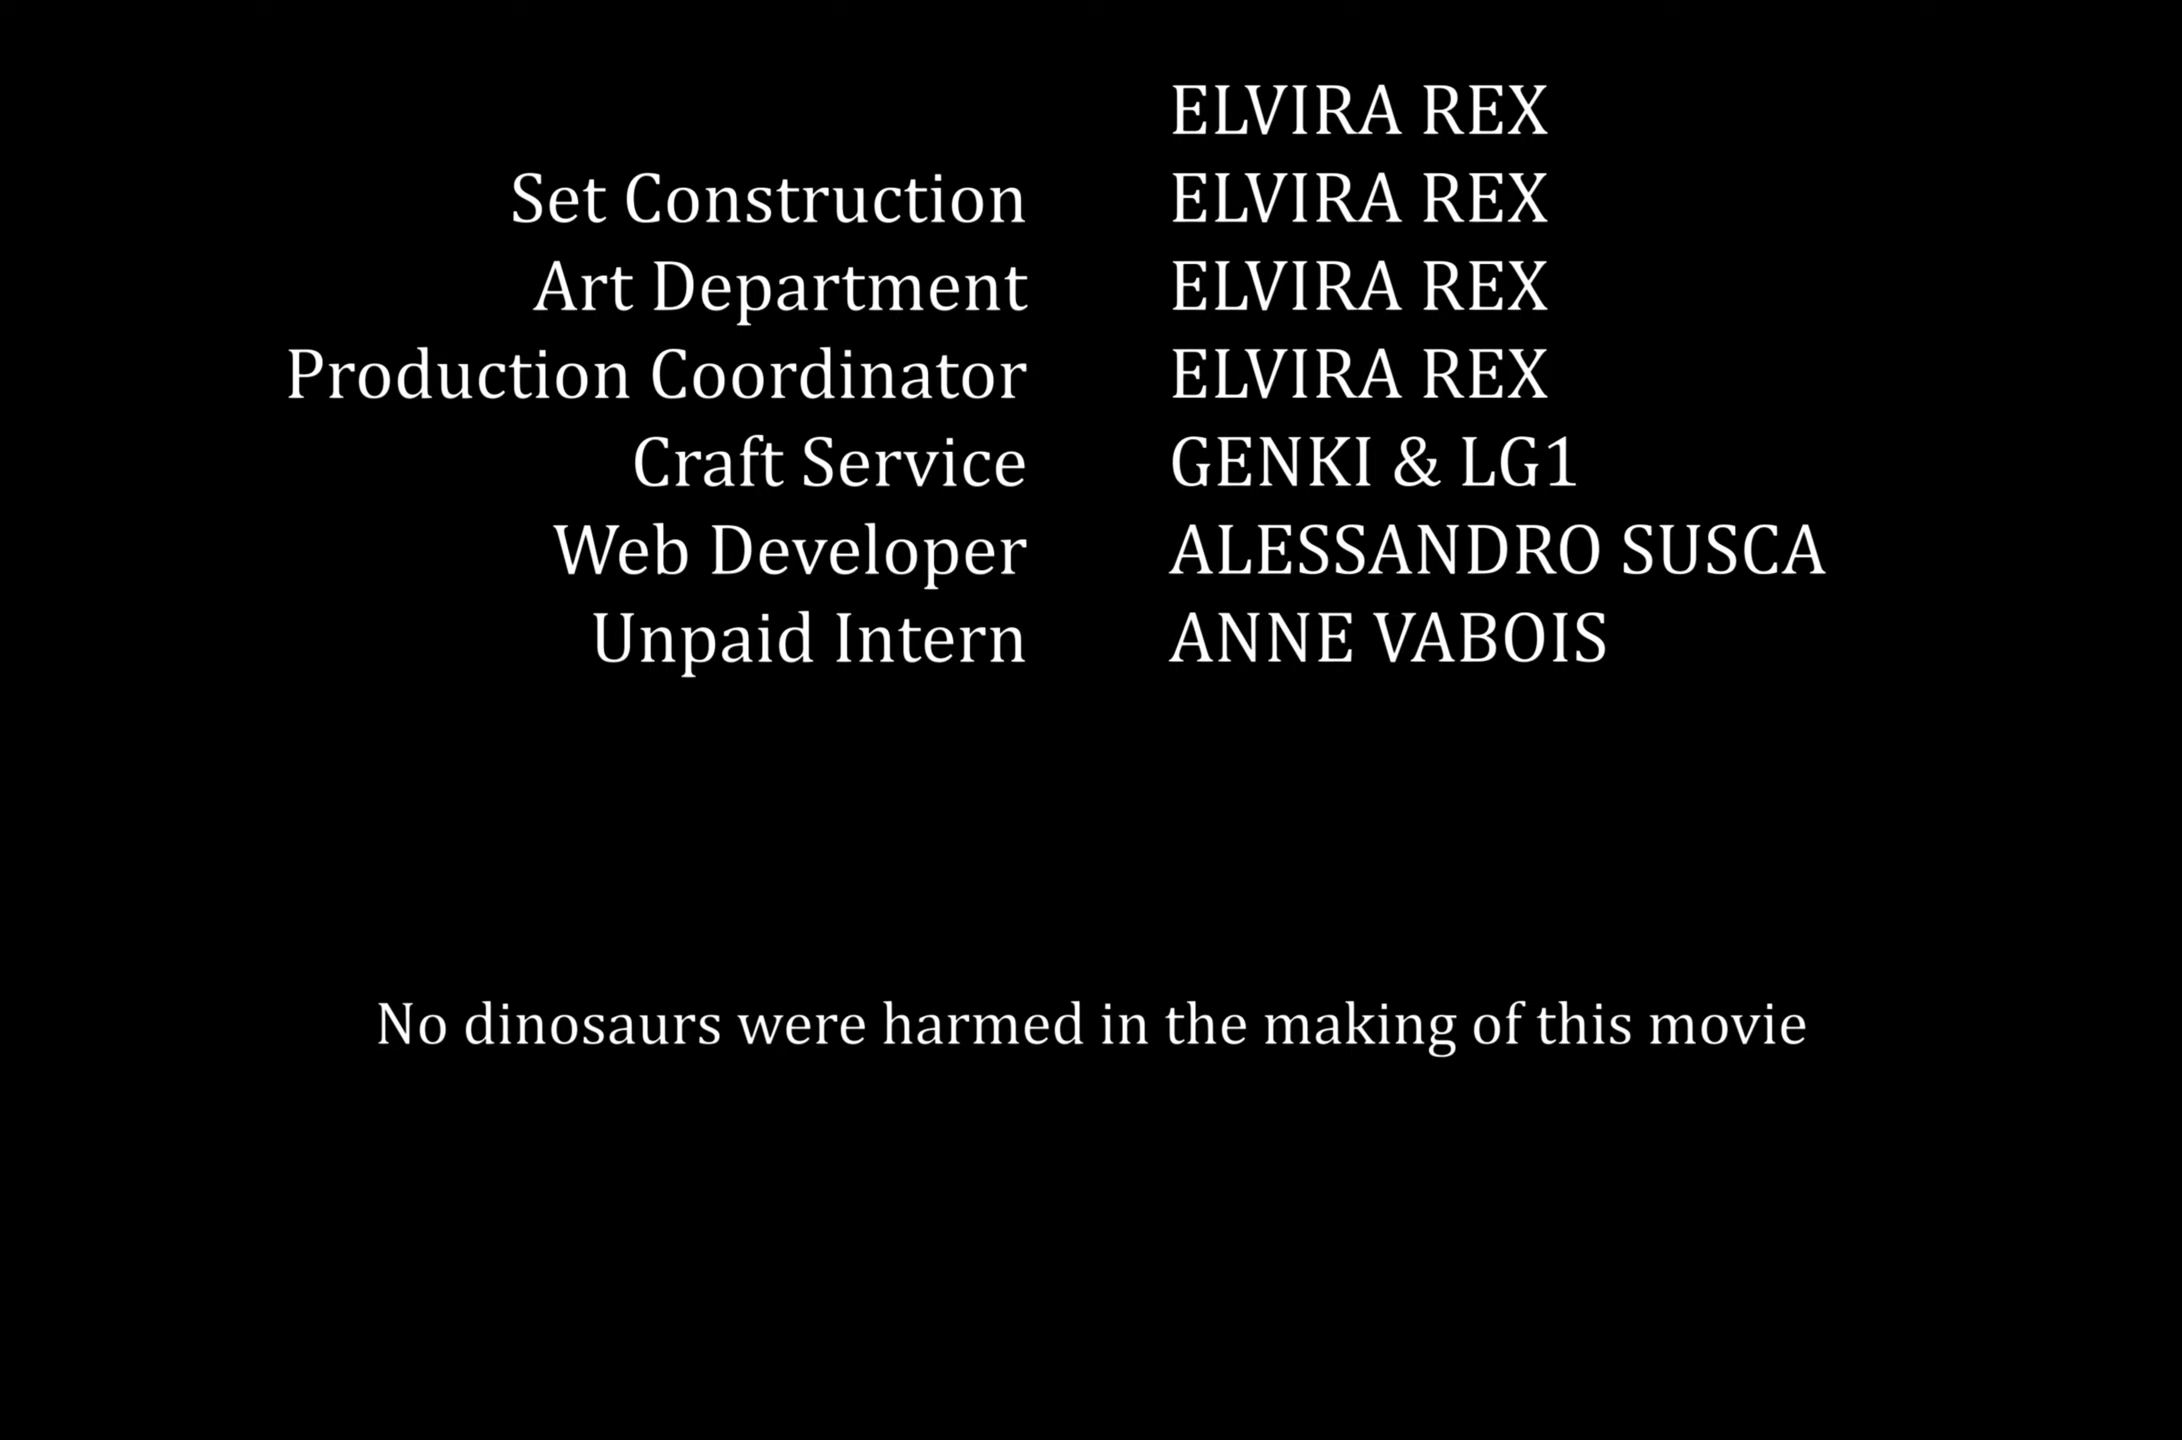 ELVIRA REX
Set Construction ELVIRA REX
Art Department ELVIRA REX
Production Coordinator ELVIRA REX
Craft Service GENKI & LG1
Web Developer ALESSANDRO SUSCA
Unpaid Intern ANNE VABOIS
No dinosaurs were harmed in the making of this movie